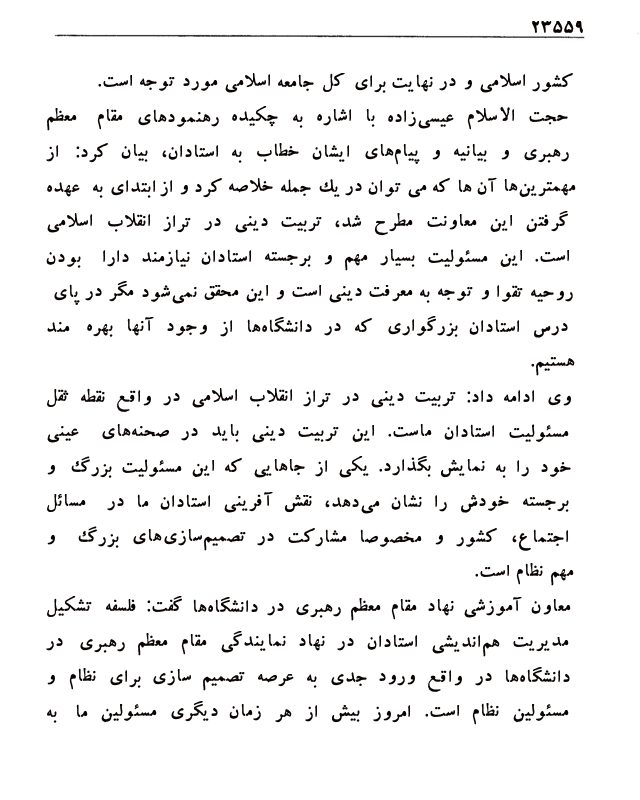 ۲۳۵۵۹
کشور اسلامی و در نهایت برای کل جامعه اسلامی مورد توجه است.
حجت الاسلام عیسی‌زاده با اشاره به چکیده رهنمودهای مقام معظم
رهبری و بیانیه و پیام‌های ایشان خطاب به استادان، بیان کرد: از
مهمترین‌ها آن ها که می توان در یك جمله خلاصه کرد و از ابتدای به عهده
گرفتن این معاونت مطرح شد، تربیت دینی در تراز انقلاب اسلامی
است. این مسئولیت بسیار مهم و برجسته استادان نیازمند دارا بودن
روحیه تقوا و توجه به معرفت دینی است و این محقق نمی‌شود مگر در پای
درس استادان بزرگواری که در دانشگاه‌ها از وجود آنها بهره مند
هستیم.
وی ادامه داد: تربیت دینی در تراز انقلاب اسلامی در واقع نقطه ثقل
مسئولیت استادان ماست. این تربیت دینی باید در صحنه‌های عینی
خود را به نمایش بگذارد. یکی از جاهایی که این مسئولیت بزرگ و
برجسته خودش را نشان می‌دهد، نقش آفرینی استادان ما در مسائل
اجتماع، کشور و مخصوصا مشارکت در تصمیم‌سازی‌های بزرگ و
مهم نظام است.
معاون آموزشی نهاد مقام معظم رهبری در دانشگاه‌ها گفت: فلسفه تشکیل
مدیریت هم‌اندیشی استادان در نهاد نمایندگی مقام معظم رهبری در
دانشگاه‌ها در واقع ورود جدی به عرصه تصمیم سازی برای نظام و
مسئولین نظام است. امروز بیش از هر زمان دیگری مسئولین ما به